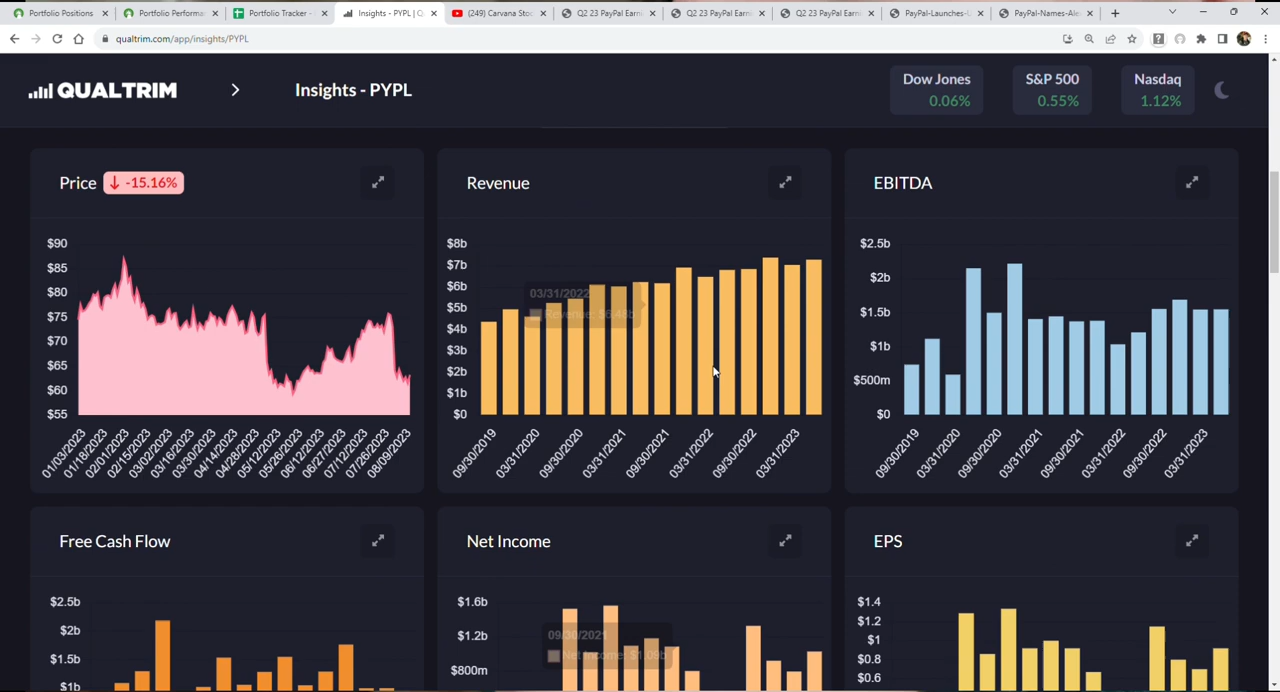 Portfolio Positions
Portfolio Performa
Portfolio Tracker -
Insights - PYPL | Q
(249) Carvana Stoc
Q2 23 PayPal Earni
Q2 23 PayPal Earni
Q2 23 PayPal Earni
PayPal-Launches-U
PayPal-Names-Ale
qualtrim.com/app/insights/PYPL
QUALTRIM
Insights - PYPL
Dow Jones
0.06%
S&P 500
0.55%
Nasdaq
1.12%
Price ↓ -15.16%
$90
$85
$80
$75
$70
$65
$60
$55
01/03/2023
01/18/2023
02/01/2023
02/15/2023
03/02/2023
03/16/2023
03/30/2023
04/14/2023
04/28/2023
05/12/2023
05/26/2023
06/12/2023
06/27/2023
07/12/2023
07/26/2023
08/09/2023
Revenue
$8b
$7b
$6b
$5b
$4b
$3b
$2b
$1b
$0
03/31/2022
Revenue: $6.48b
09/30/2019
03/31/2020
09/30/2020
03/31/2021
09/30/2021
03/31/2022
09/30/2022
03/31/2023
EBITDA
$2.5b
$2b
$1.5b
$1b
$500m
$0
09/30/2019
03/31/2020
09/30/2020
03/31/2021
09/30/2021
03/31/2022
09/30/2022
03/31/2023
Free Cash Flow
$2.5b
$2b
$1.5b
$1b
Net Income
$1.6b
$1.2b
$800m
09/30/2021
Net Income: $1.09b
EPS
$1.4
$1.2
$1
$0.8
$0.6